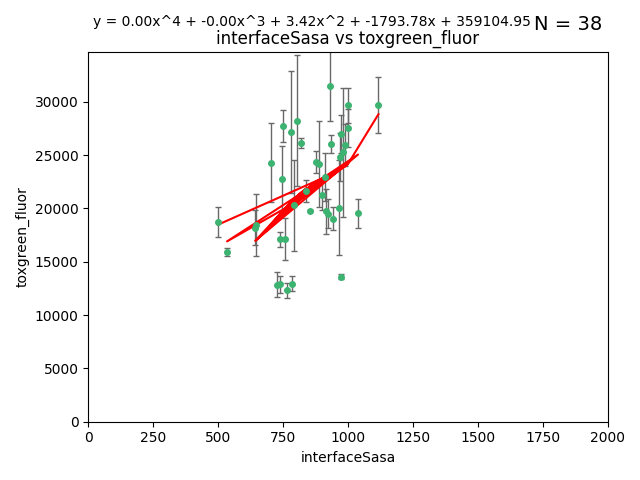 y = 0.00x^4 + -0.00x^3 + 3.42x^2 + -1793.78x + 359104.95 N = 38
interfaceSasa vs toxgreen_fluor
30000
25000
20000
15000
10000
5000
0
toxgreen_fluor
0 250 500 750 1000 1250 1500 1750 2000
interfaceSasa